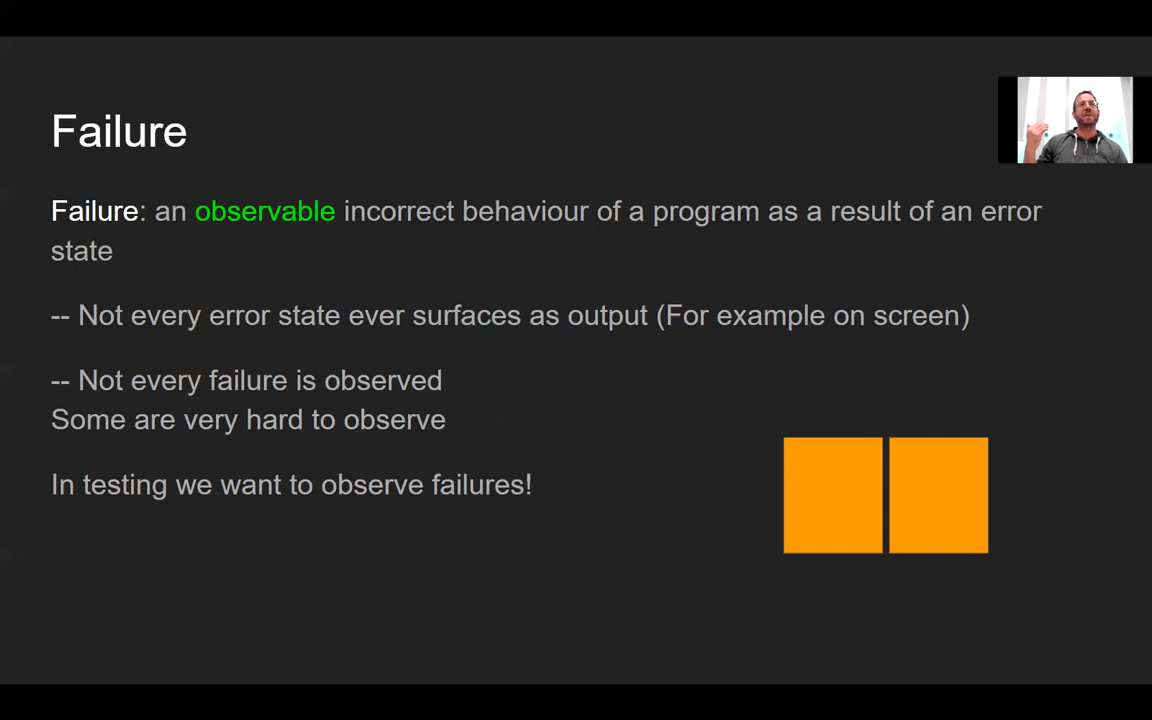 Failure
Failure: an observable incorrect behaviour of a program as a result of an error
state
-- Not every error state ever surfaces as output (For example on screen)
-- Not every failure is observed
Some are very hard to observe
In testing we want to observe failures!